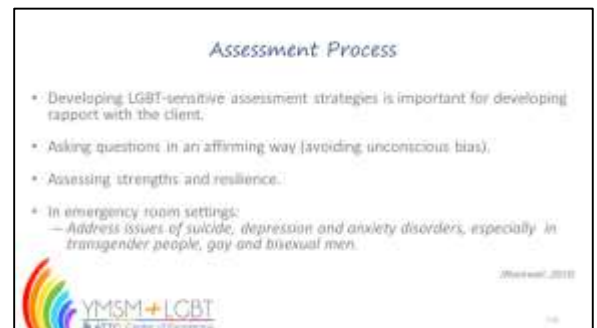 Assessment Process
• Developing LGBT-sensitive assessment strategies is important for developing
rapport with the client.
• Asking questions in an affirming way (avoiding unconscious bias).
• Assessing strengths and resilience.
• In emergency room settings:
– Address issues of suicide, depression and anxiety disorders, especially in
transgender people, gay and bisexual men.
YMSM+LGBT